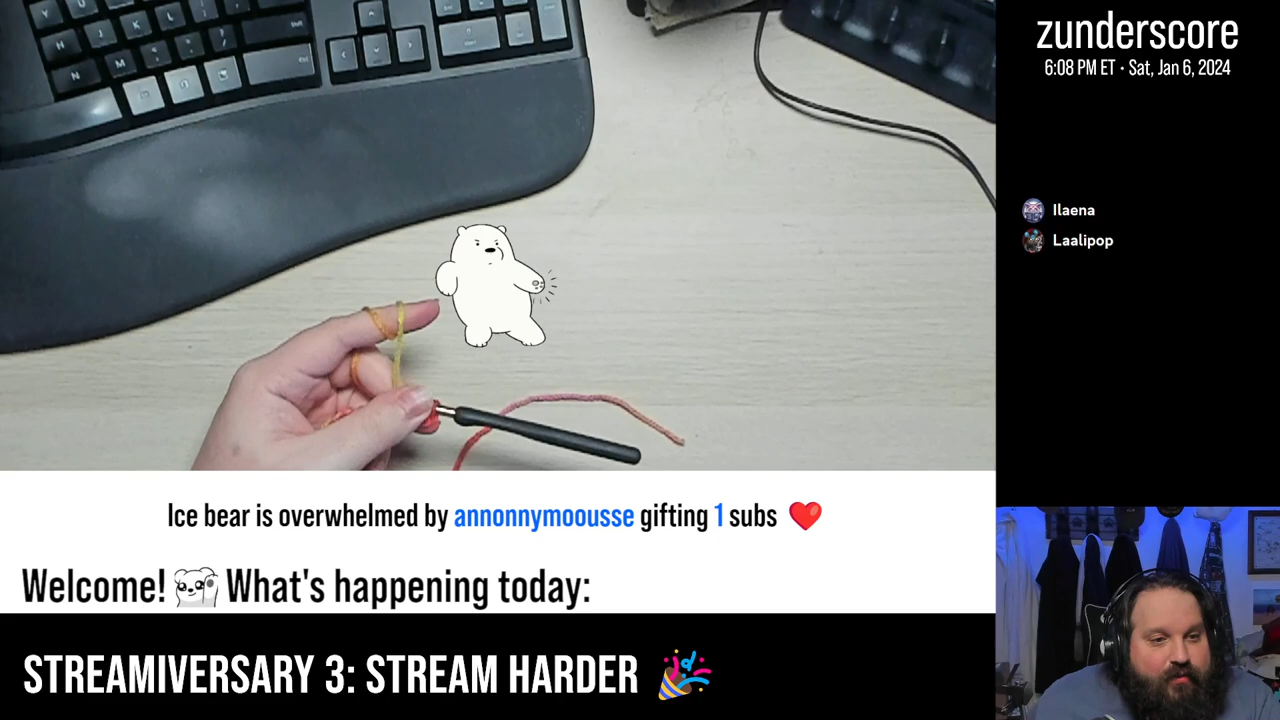 zunderscore
6:08 PM ET • Sat, Jan 6, 2024
Ilaena
Laalipop
Ice bear is overwhelmed by annonnymoousse gifting 1 subs ❤️
Welcome! What's happening today:
STREAMIVERSARY 3: STREAM HARDER 🎉